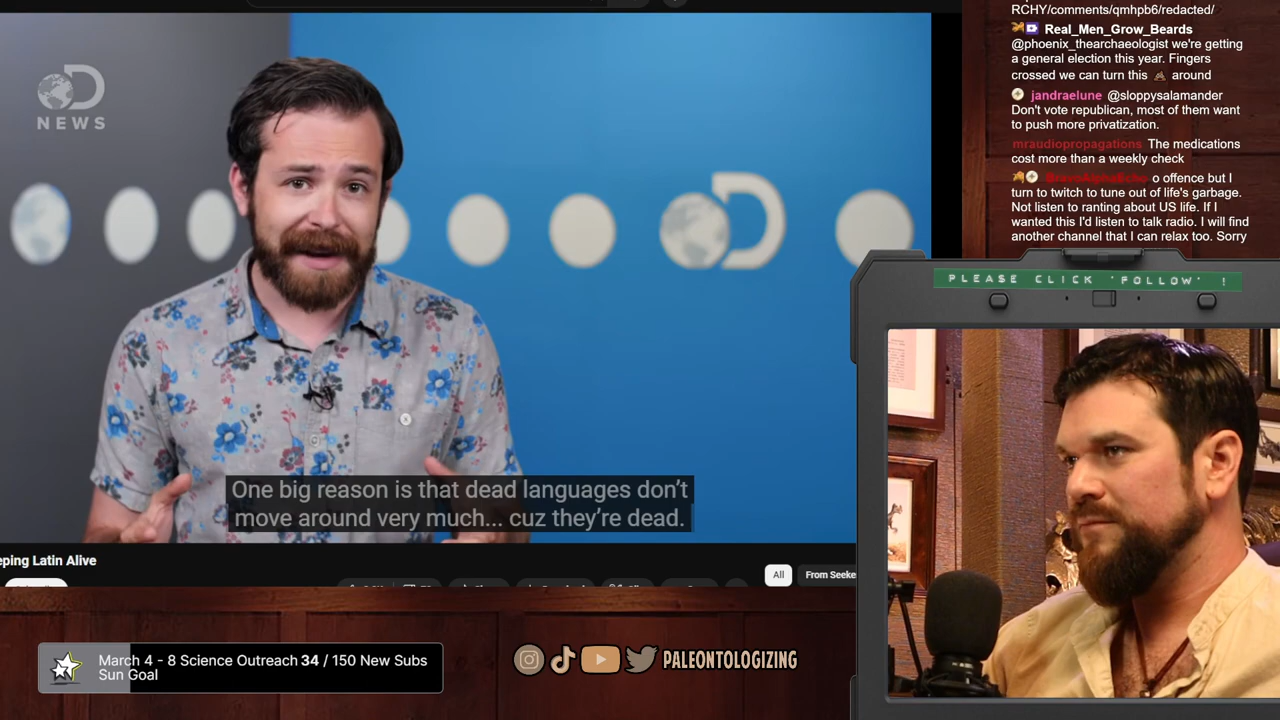 RCHY/comments/qmhpb6/redacted/
Real_Men_Grow_Beards
@phoenix_thearchaeologist we're getting
a general election this year. Fingers
crossed we can turn this around
jandraelune @sloppysalamander
Don't vote republican, most of them want
to push more privatization.
mraudiopropagations The medications
cost more than a weekly check
BravoAlphaEcho o offence but I
turn to twitch to tune out of life's garbage.
Not listen to ranting about US life. If I
wanted this I'd listen to talk radio. I will find
another channel that I can relax too. Sorry
D
NEWS
PLEASE CLICK 'FOLLOW' !
One big reason is that dead languages don't
move around very much... cuz they're dead.
eping Latin Alive
All
From Seeke
March 4 - 8 Science Outreach 34 / 150 New Subs
Sun Goal
PALEONTOLOGIZING